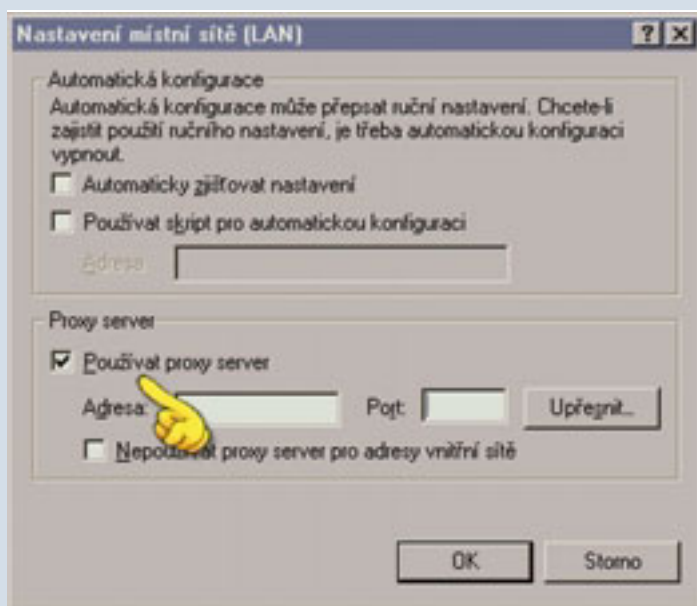 Nastavení místní sítě (LAN)
Automatická konfigurace
Automatická konfigurace může přepsat ruční nastavení. Chcete-li
zajistit použití ručního nastavení, je třeba automatickou konfiguraci
vypnout.
Automaticky zjišťovat nastavení
Používat skript pro automatickou konfiguraci
Adresa:
Proxy server
Používat proxy server
Adresa: Port: Upřesnit...
Nepoužívat proxy server pro adresy vnitřní sítě
OK Storno